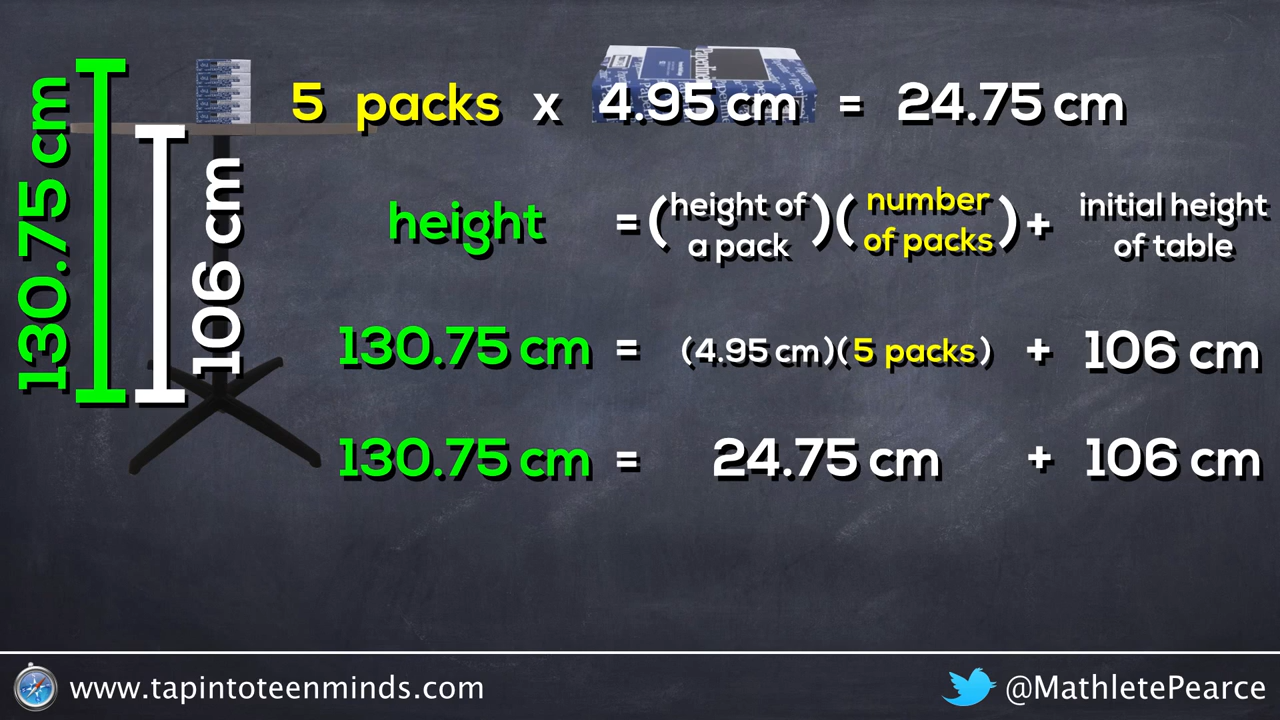 130.75 cm
106 cm
5 packs x 4.95 cm = 24.75 cm
height = (height of a pack)(number of packs) + initial height of table
130.75 cm = (4.95 cm)(5 packs) + 106 cm
130.75 cm = 24.75 cm + 106 cm
www.tapintoteenminds.com
@MathletePearce